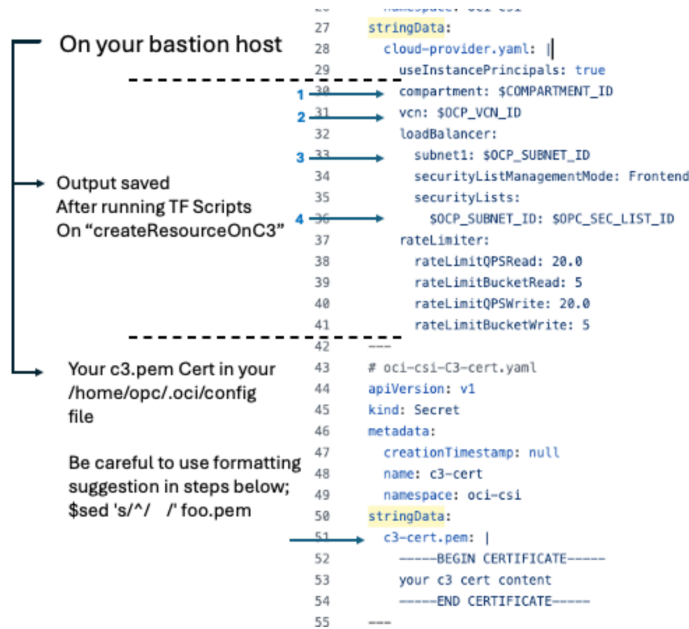 On your bastion host
Output saved
After running TF Scripts
On “createResourceOnC3”
Your c3.pem Cert in your
/home/opc/.oci/config
file
Be careful to use formatting
suggestion in steps below;
$sed 's/^/   /' foo.pem
27 stringData:
28 cloud-provider.yaml: |
29 useInstancePrincipals: true
1 30 compartment: $COMPARTMENT_ID
2 31 vcn: $OCP_VCN_ID
32 loadBalancer:
3 33 subnet1: $OCP_SUBNET_ID
34 securityListManagementMode: Frontend
35 securityLists:
4 36 $OCP_SUBNET_ID: $OPC_SEC_LIST_ID
37 rateLimiter:
38 rateLimitQPSRead: 20.0
39 rateLimitBucketRead: 5
40 rateLimitQPSWrite: 20.0
41 rateLimitBucketWrite: 5
42 ---
43 # oci-csi-C3-cert.yaml
44 apiVersion: v1
45 kind: Secret
46 metadata:
47 creationTimestamp: null
48 name: c3-cert
49 namespace: oci-csi
50 stringData:
51 c3-cert.pem: |
52 -----BEGIN CERTIFICATE-----
53 your c3 cert content
54 -----END CERTIFICATE-----
55 ---